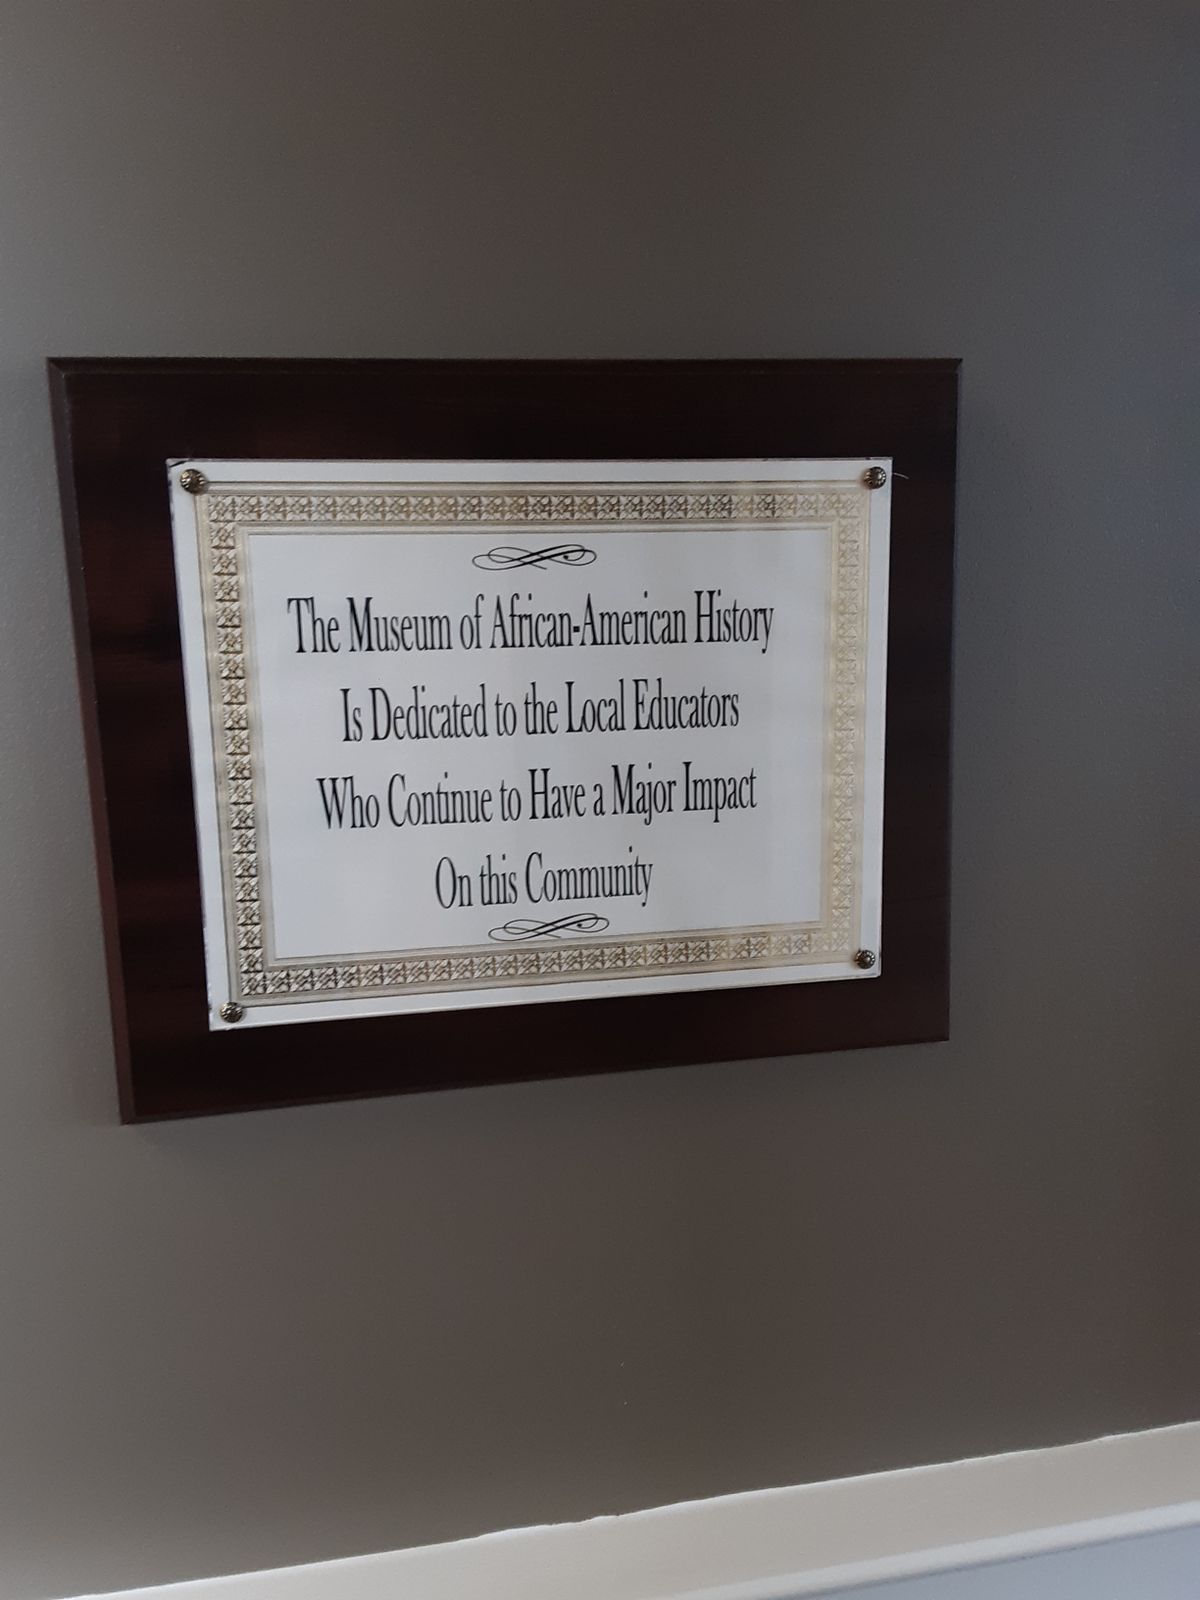 The Museum of African-American History
Is Dedicated to the Local Educators
Who Continue to Have a Major Impact
On this Community